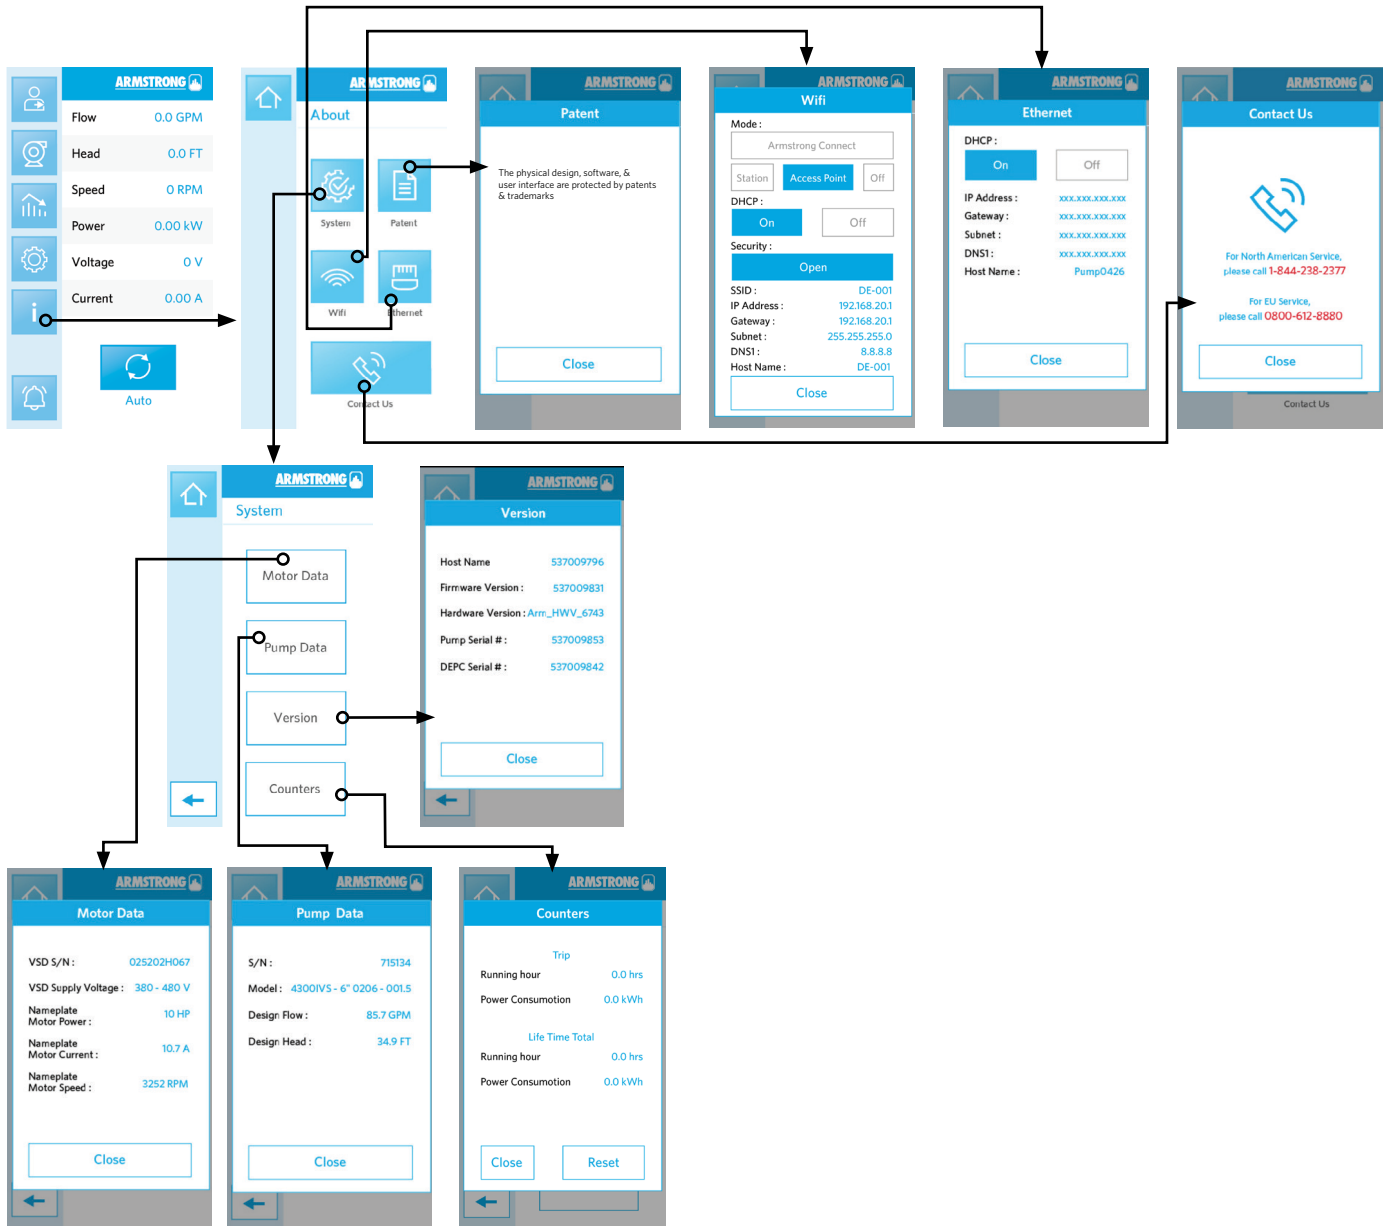 ARMSTRONG
Flow 0.0 GPM
Head 0.0 FT
Speed 0 RPM
Power 0.00 kW
Voltage 0 V
Current 0.00 A
i
Auto
ARMSTRONG
About
System Patent
Wifi Ethernet
Contact Us
ARMSTRONG
Patent
The physical design, software, &
user interface are protected by patents
& trademarks
Close
ARMSTRONG
Wifi
Mode :
Armstrong Connect
Station Access Point Off
DHCP :
On Off
Security :
Open
SSID : DE-001
IP Address : 192.168.20.1
Gateway : 192.168.20.1
Subnet : 255.255.255.0
DNS1 : 8.8.8.8
Host Name : DE-001
Close
ARMSTRONG
Ethernet
DHCP :
On Off
IP Address : xxx.xxx.xxx.xxx
Gateway : xxx.xxx.xxx.xxx
Subnet : xxx.xxx.xxx.xxx
DNS1: xxx.xxx.xxx.xxx
Host Name : Pump0426
Close
ARMSTRONG
Contact Us
For North American Service,
please call 1-844-238-2377
For EU Service,
please call 0800-612-8880
Close
Contact Us
ARMSTRONG
System
Motor Data
Pump Data
Version
Counters
ARMSTRONG
Version
Host Name 537009796
Firmware Version : 537009831
Hardware Version : Arm_HWV_6743
Pump Serial # : 537009853
DEPC Serial # : 537009842
Close
ARMSTRONG
Motor Data
VSD S/N : 025202H067
VSD Supply Voltage : 380 - 480 V
Nameplate
Motor Power : 10 HP
Nameplate
Motor Current : 10.7 A
Nameplate
Motor Speed : 3252 RPM
Close
ARMSTRONG
Pump Data
S/N : 715134
Model : 4300IVS - 6" 0206 - 001.5
Design Flow : 85.7 GPM
Design Head : 34.9 FT
Close
ARMSTRONG
Counters
Trip
Running hour 0.0 hrs
Power Consumotion 0.0 kWh
Life Time Total
Running hour 0.0 hrs
Power Consumotion 0.0 kWh
Close Reset